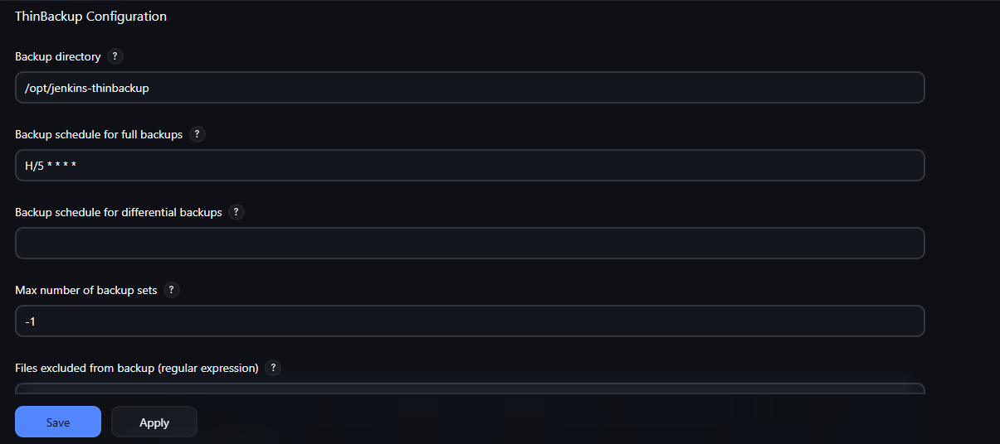 ThinBackup Configuration
Backup directory ?
/opt/jenkins-thinbackup
Backup schedule for full backups ?
H/5 * * * *
Backup schedule for differential backups ?
Max number of backup sets ?
-1
Files excluded from backup (regular expression) ?
Save Apply